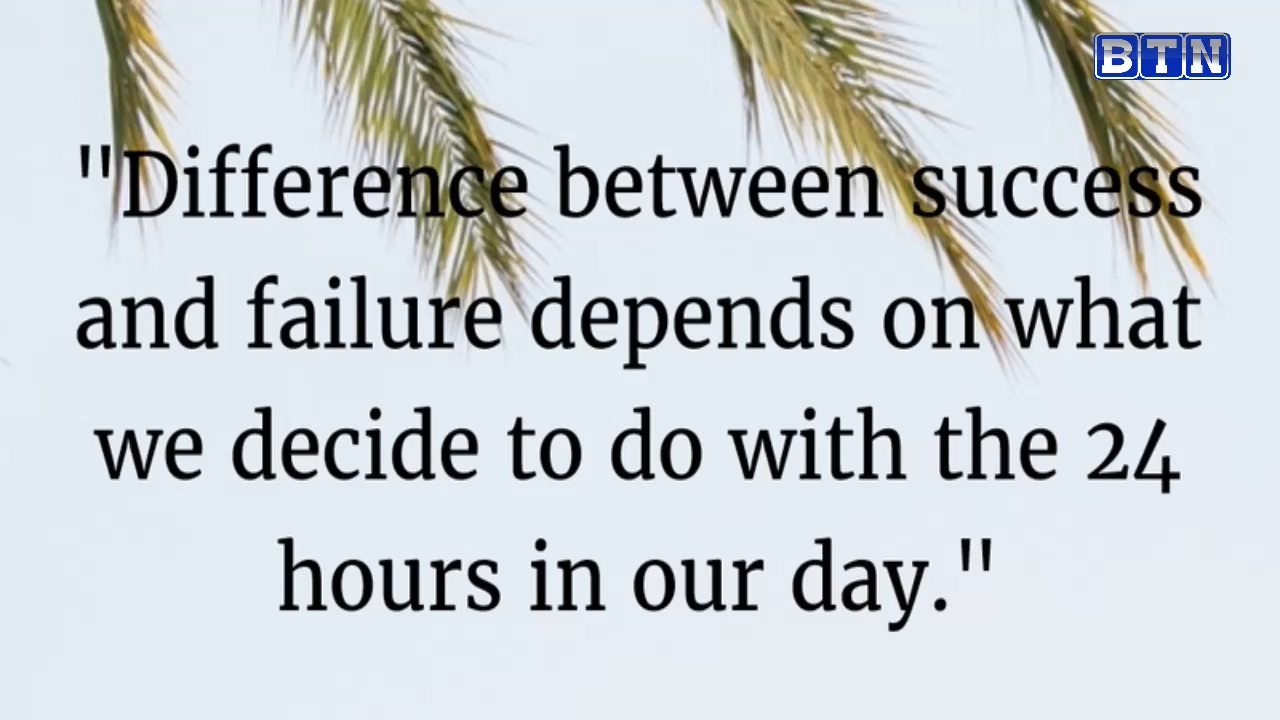 BTN
"Difference between success
and failure depends on what
we decide to do with the 24
hours in our day."